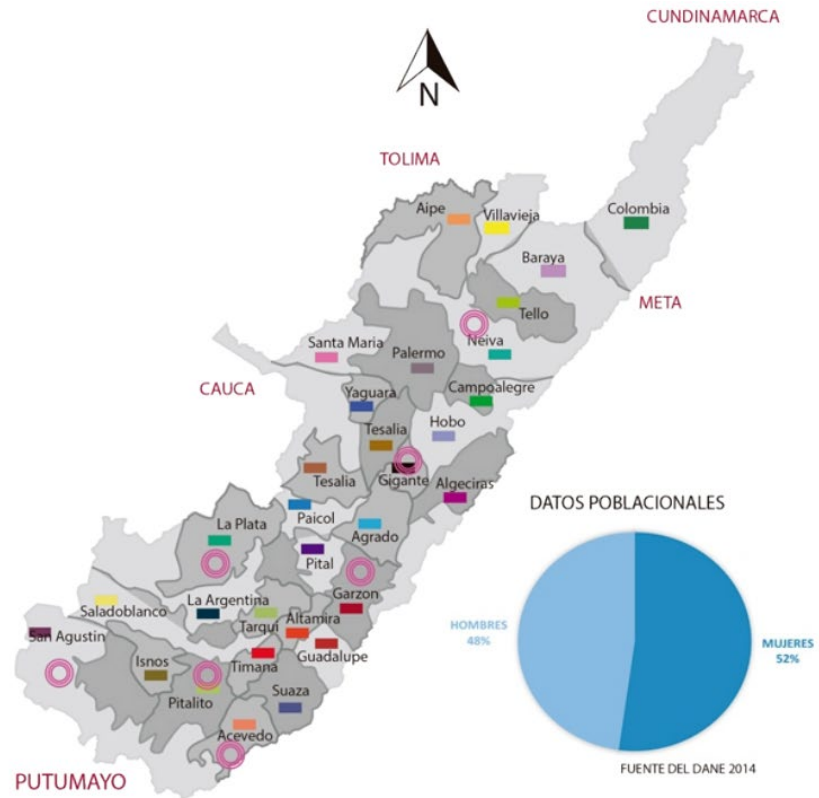 CUNDINAMARCA
N
TOLIMA
Aipe
Villavieja
Colombia
Baraya
META
Tello
Neiva
Santa Maria
Palermo
CAUCA
Campoalegre
Yaguara
Hobo
Tesalia
Tesalia
Gigante
Algeciras
Paicol
La Plata
Agrado
Pital
Garzon
La Argentina
Saladoblanco
Tarqui
Altamira
San Agustin
Guadalupe
Isnos
Timana
Suaza
Pitalito
Acevedo
PUTUMAYO
DATOS POBLACIONALES
HOMBRES
48%
MUJERES
52%
FUENTE DEL DANE 2014